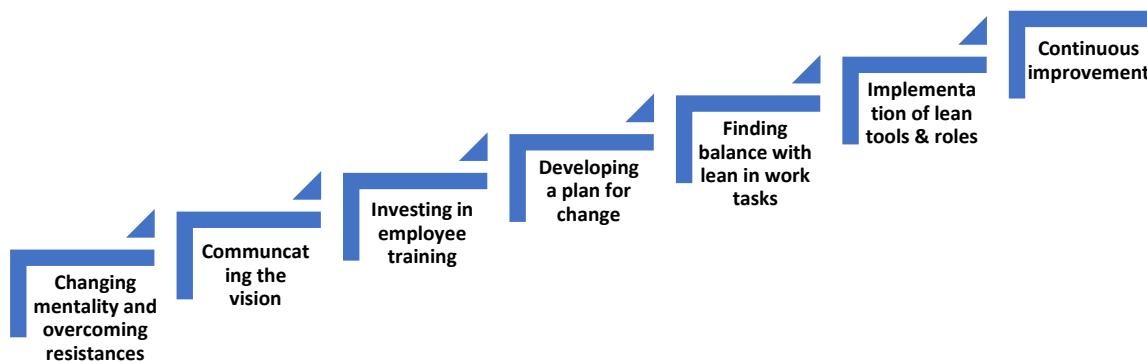 Changing
mentality and
overcoming
resistances
Communcat
ing the
vision
Investing in
employee
training
Developing
a plan for
change
Finding
balance with
lean in work
tasks
Implementa
tion of lean
tools & roles
Continuous
improvement